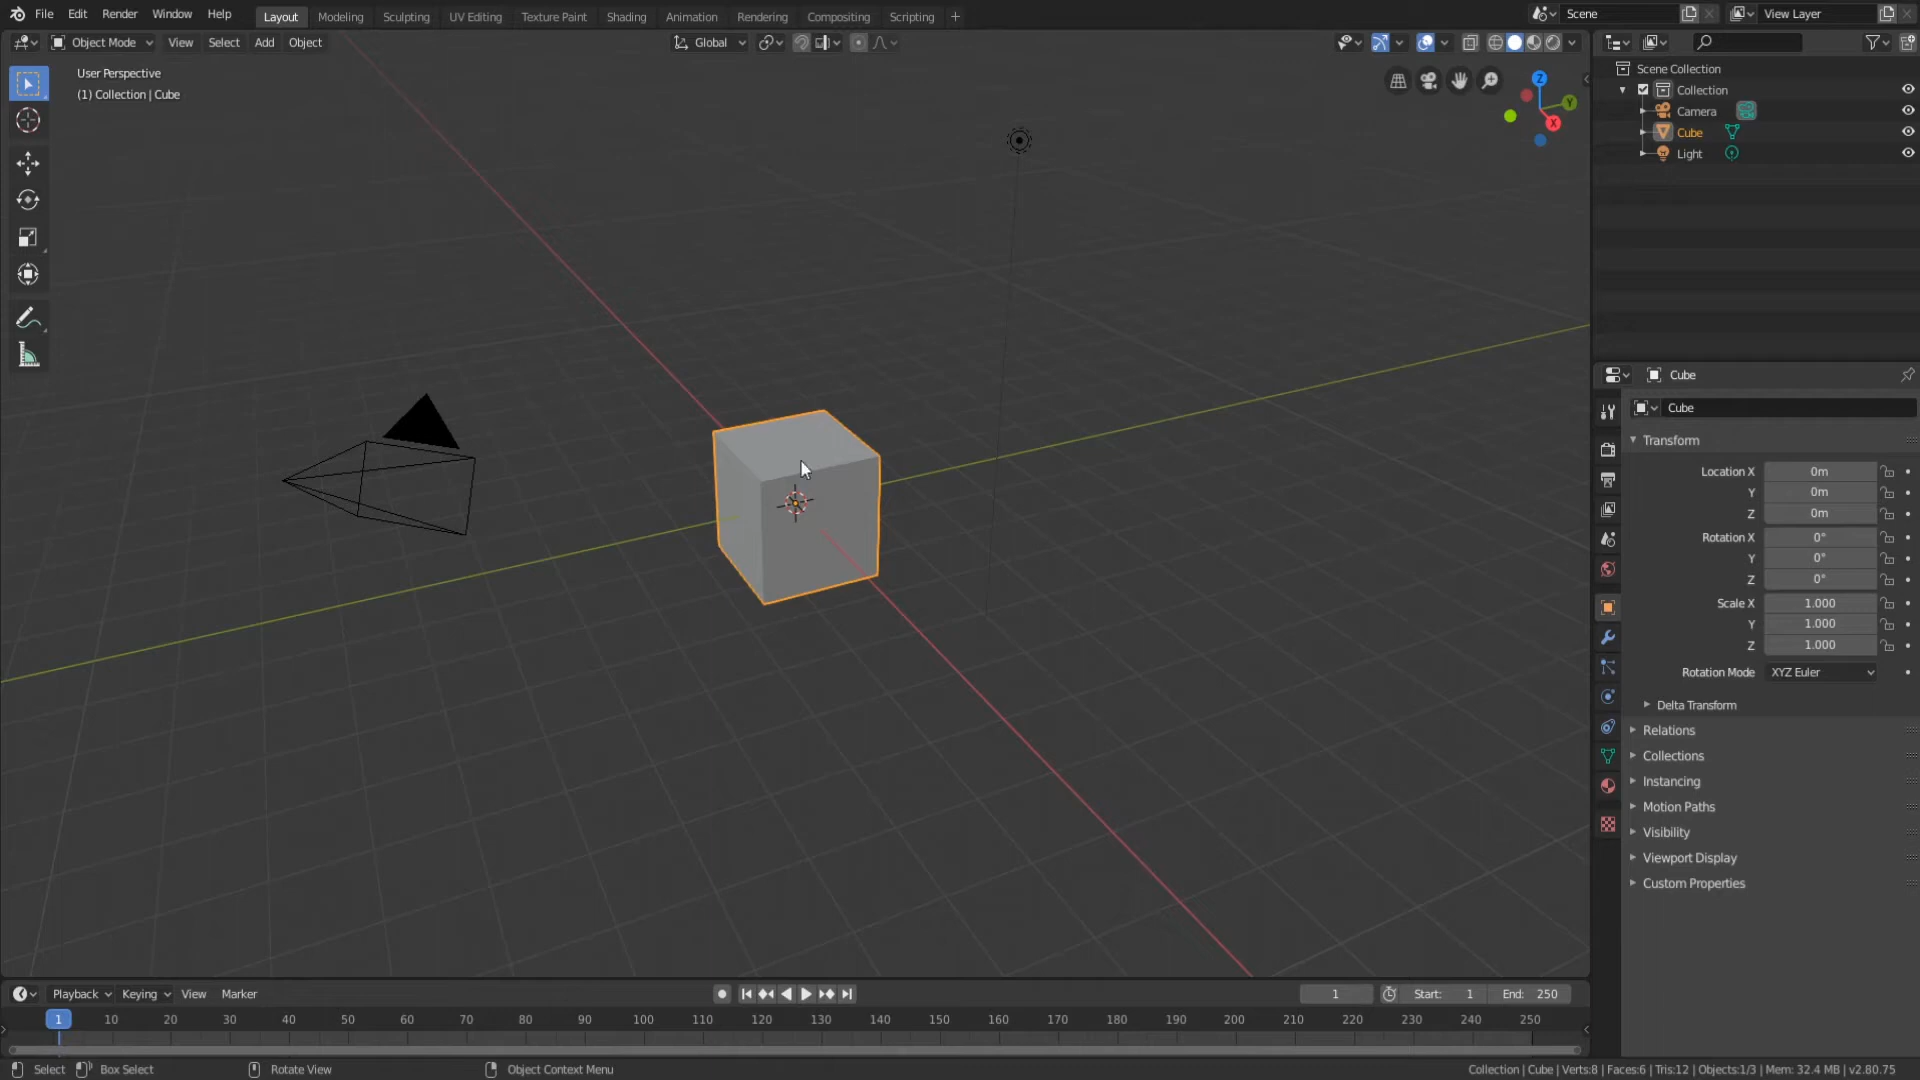 File Edit Render Window Help
Layout Modeling Sculpting UV Editing Texture Paint Shading Animation Rendering Compositing Scripting +
Scene
View Layer
Object Mode View Select Add Object
Global
User Perspective
(1) Collection | Cube
Z
Y
X
Scene Collection
Collection
Camera
Cube
Light
Cube
Cube
Transform
Location X 0m
Y 0m
Z 0m
Rotation X 0°
Y 0°
Z 0°
Scale X 1.000
Y 1.000
Z 1.000
Rotation Mode XYZ Euler
Delta Transform
Relations
Collections
Instancing
Motion Paths
Visibility
Viewport Display
Custom Properties
Playback Keying View Marker
1
Start: 1 End: 250
1 10 20 30 40 50 60 70 80 90 100 110 120 130 140 150 160 170 180 190 200 210 220 230 240 250
Select Box Select Rotate View Object Context Menu
Collection | Cube | Verts:8 | Faces:6 | Tris:12 | Objects:1/3 | Mem: 32.4 MB | v2.80.75